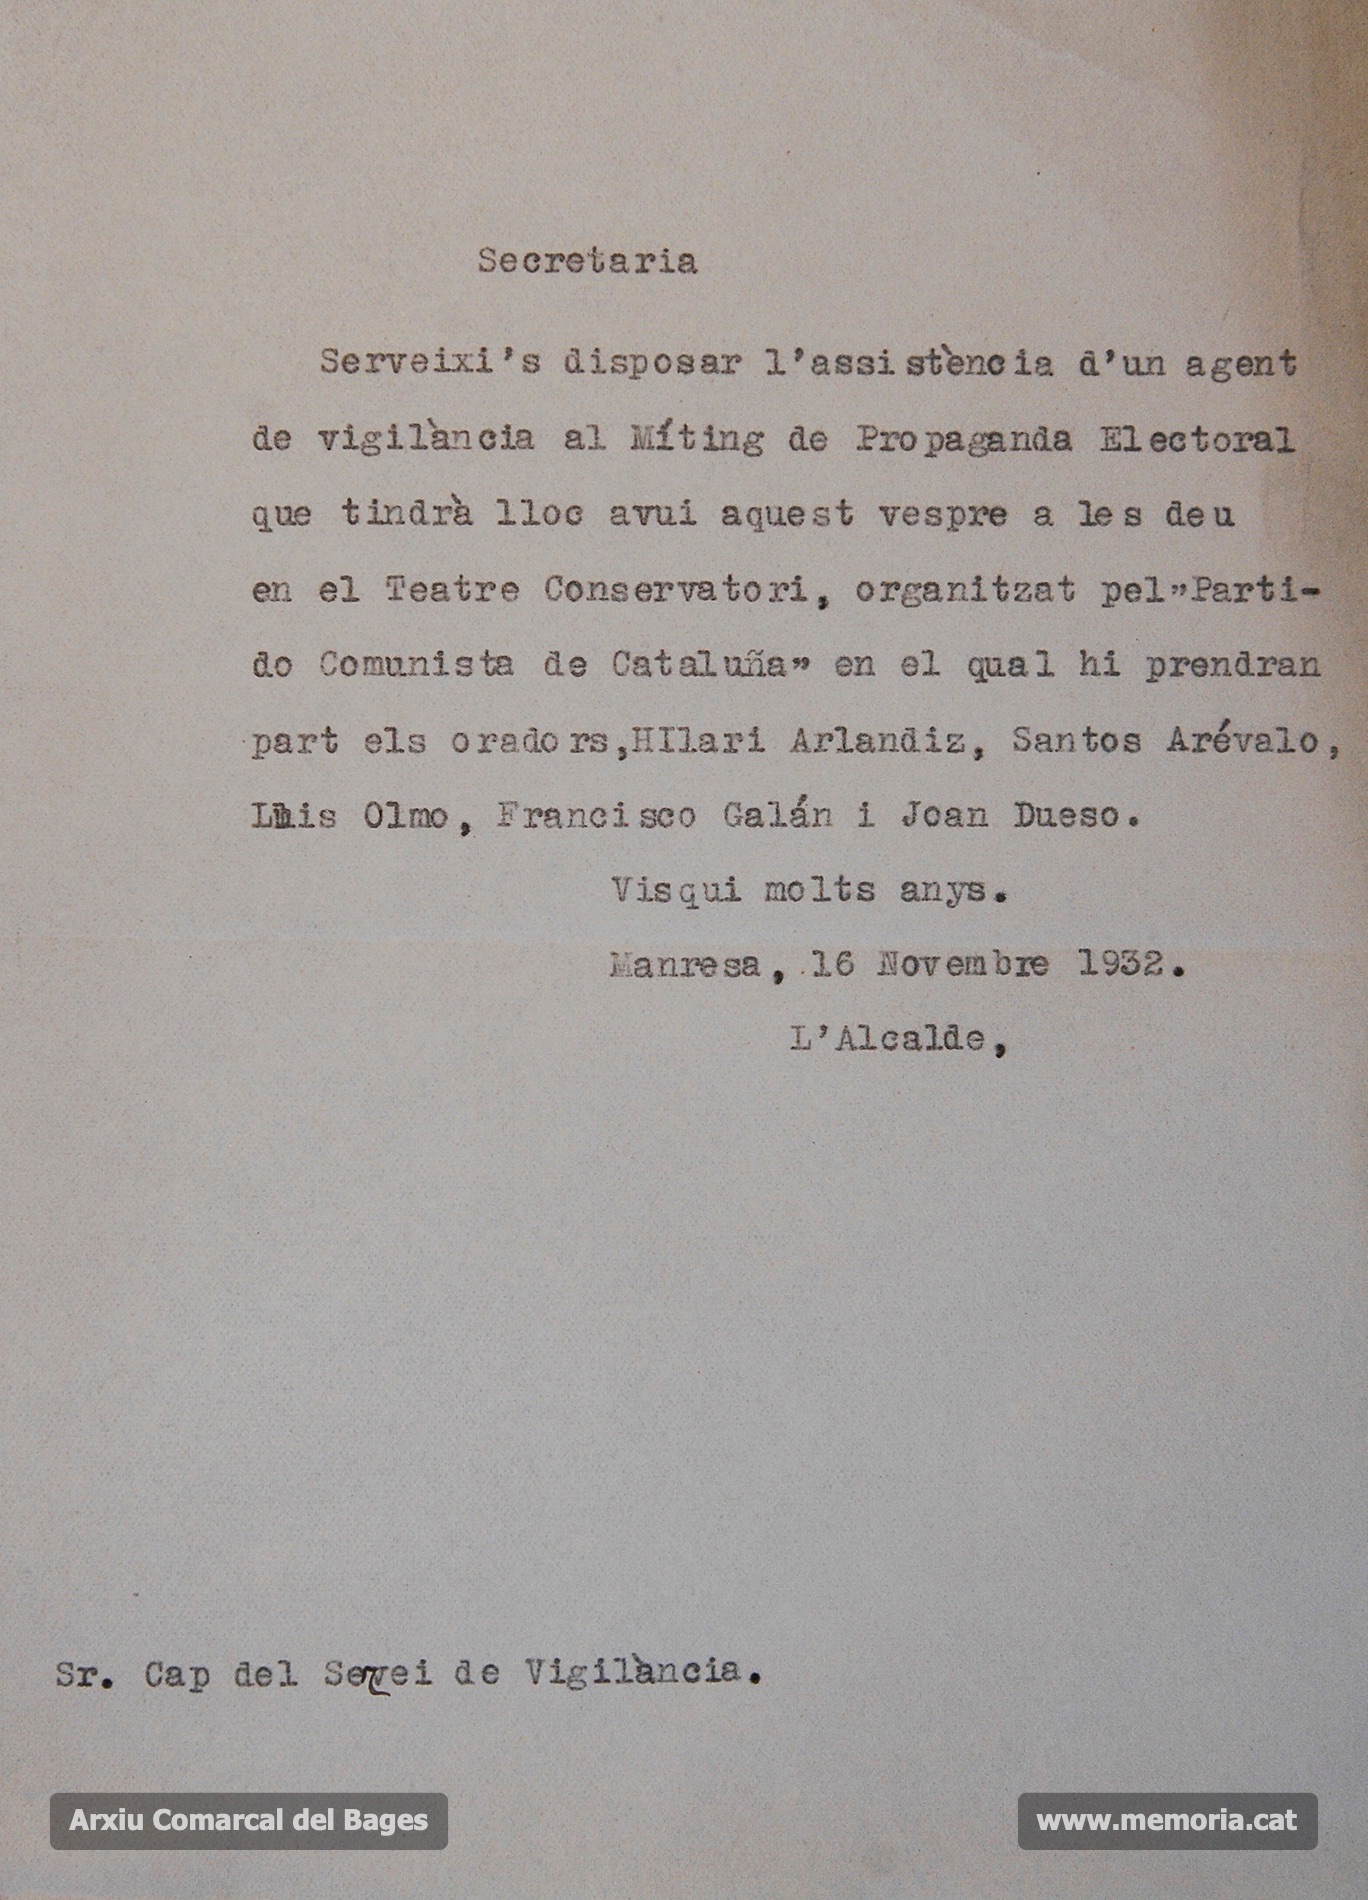 Secretaria
Serveixi's disposar l'assistència d'un agent
de vigilància al Míting de Propaganda Electoral
que tindrà lloc avui aquest vespre a les deu
en el Teatre Conservatori, organitzat pel"Parti-
do Comunista de Cataluña" en el qual hi prendran
part els oradors,HIlari Arlandiz, Santos Arévalo,
Lluis Olmo, Francisco Galán i Joan Dueso.
Visqui molts anys.
Manresa, 16 Novembre 1932.
L'Alcalde,
Sr. Cap del Servei de Vigilància.
Arxiu Comarcal del Bages
www.memoria.cat